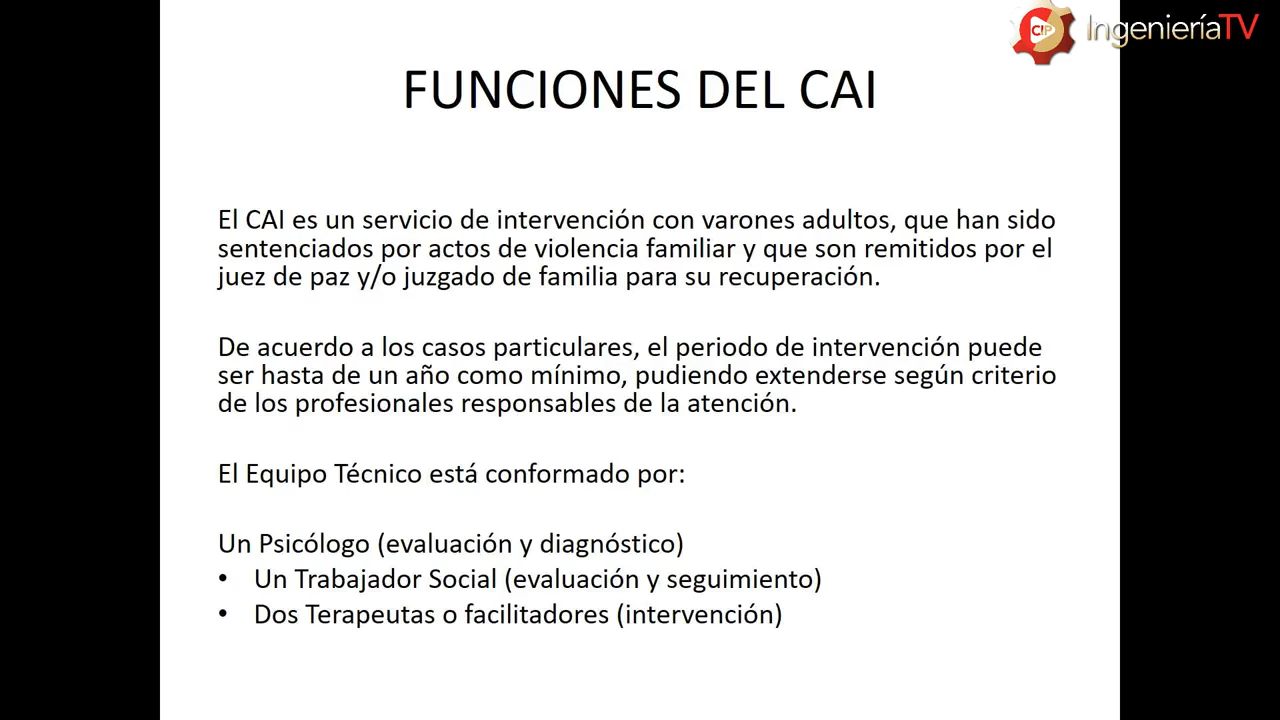 CIP IngenieríaTV
FUNCIONES DEL CAI
El CAI es un servicio de intervención con varones adultos, que han sido
sentenciados por actos de violencia familiar y que son remitidos por el
juez de paz y/o juzgado de familia para su recuperación.
De acuerdo a los casos particulares, el periodo de intervención puede
ser hasta de un año como mínimo, pudiendo extenderse según criterio
de los profesionales responsables de la atención.
El Equipo Técnico está conformado por:
Un Psicólogo (evaluación y diagnóstico)
• Un Trabajador Social (evaluación y seguimiento)
• Dos Terapeutas o facilitadores (intervención)